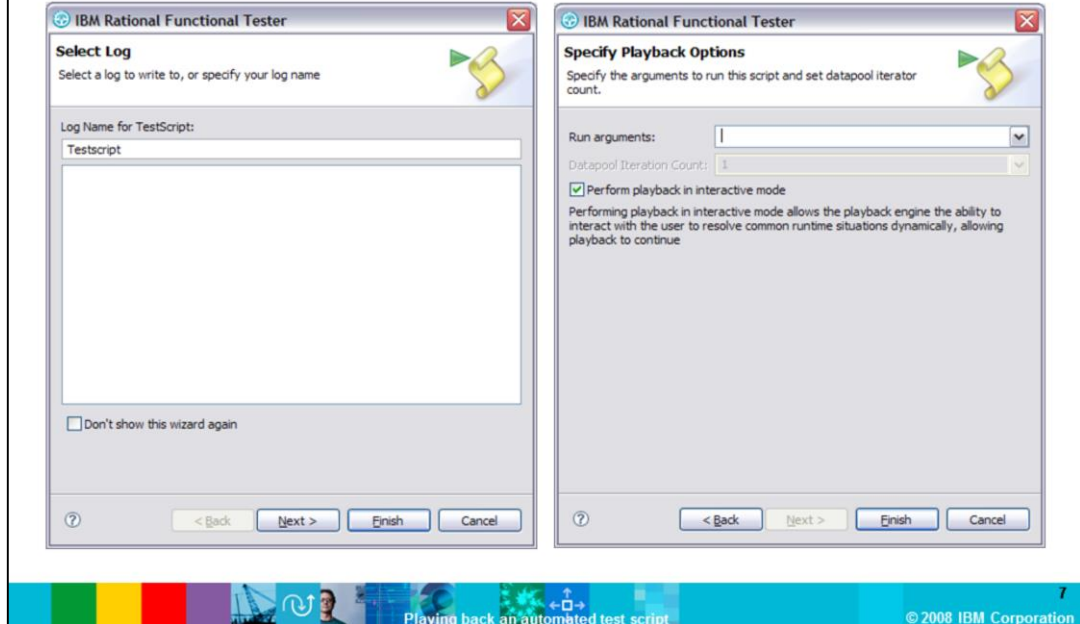 IBM Rational Functional Tester
Select Log
Select a log to write to, or specify your log name
Log Name for TestScript:
Testscript
Don't show this wizard again
< Back
Next >
Finish
Cancel
IBM Rational Functional Tester
Specify Playback Options
Specify the arguments to run this script and set datapool iterator
count.
Run arguments:
Datapool Iteration Count: 1
Perform playback in interactive mode
Performing playback in interactive mode allows the playback engine the ability to
interact with the user to resolve common runtime situations dynamically, allowing
playback to continue
< Back
Next >
Finish
Cancel
7
Playing back an automated test script
© 2008 IBM Corporation